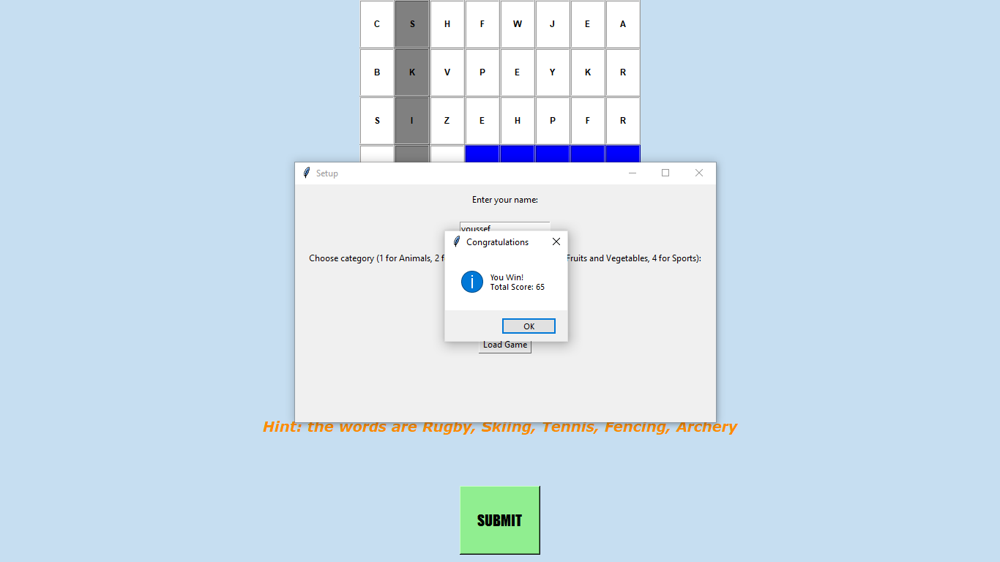 C S H F W J E A
B K V P E Y K R
S I Z E H P F R
Setup
Enter your name:
youssef
Congratulations
Choose category (1 for Animals, 2 f
Fruits and Vegetables, 4 for Sports):
You Win!
Total Score: 65
OK
Load Game
Hint: the words are Rugby, Skiing, Tennis, Fencing, Archery
SUBMIT